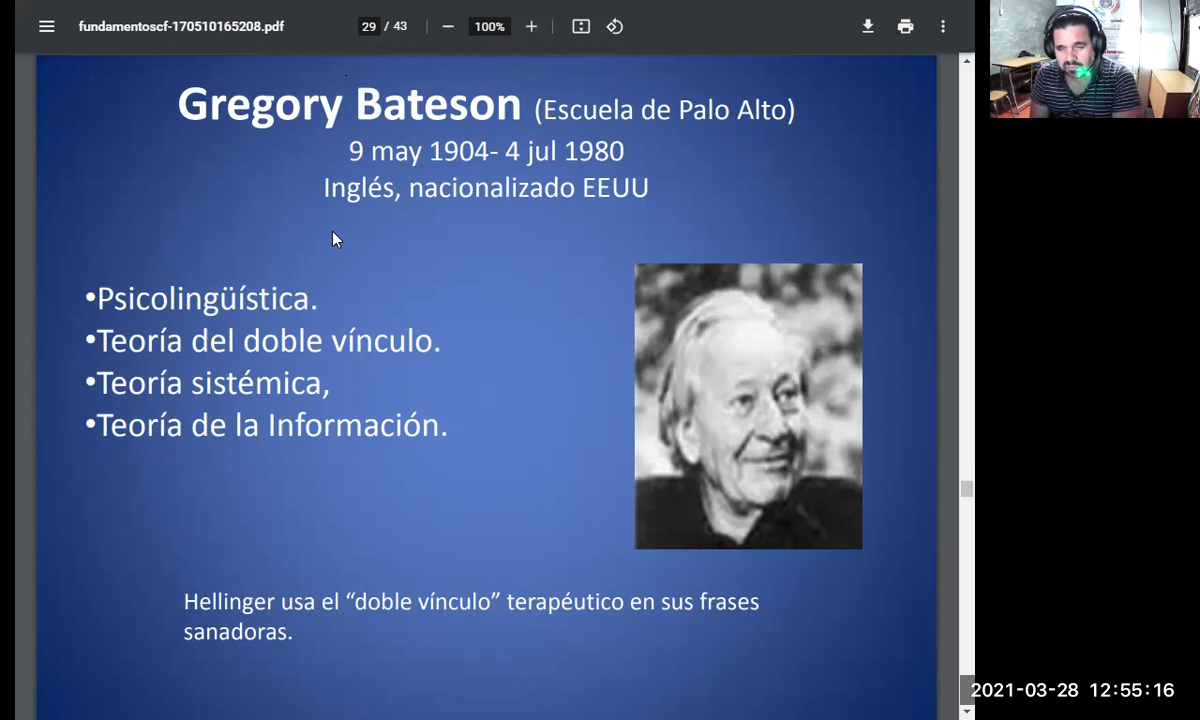 fundamentoscf-170510165208.pdf
29 / 43
100%
Gregory Bateson (Escuela de Palo Alto)
9 may 1904- 4 jul 1980
Inglés, nacionalizado EEUU
•Psicolingüística.
•Teoría del doble vínculo.
•Teoría sistémica,
•Teoría de la Información.
Hellinger usa el “doble vínculo” terapéutico en sus frases
sanadoras.
2021-03-28 12:55:16